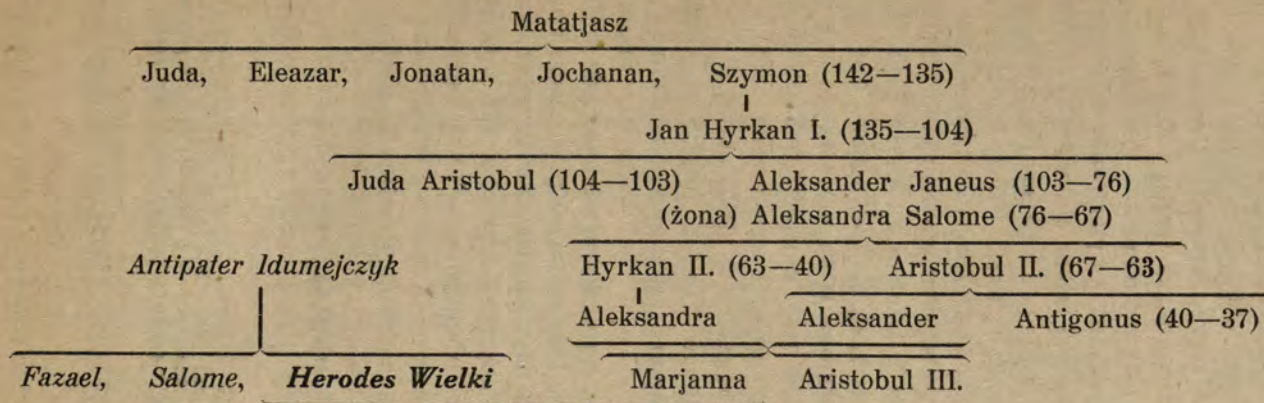 Matatjasz
Juda, Eleazar, Jonatan, Jochanan, Szymon (142—135)
Jan Hyrkan I. (135—104)
Juda Aristobul (104—103) Aleksander Janeus (103—76)
(żona) Aleksandra Salome (76—67)
Antipater Idumejczyk Hyrkan II. (63—40) Aristobul II. (67—63)
Aleksandra Aleksander Antigonus (40—37)
Fazael, Salome, Herodes Wielki Marjanna Aristobul III.